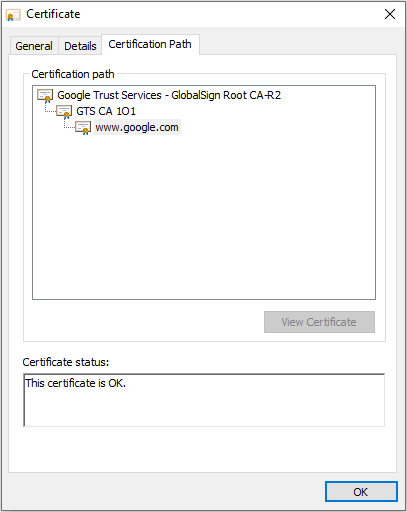 Certificate
General
Details
Certification Path
Certification path
Google Trust Services - GlobalSign Root CA-R2
GTS CA 1O1
www.google.com
View Certificate
Certificate status:
This certificate is OK.
OK